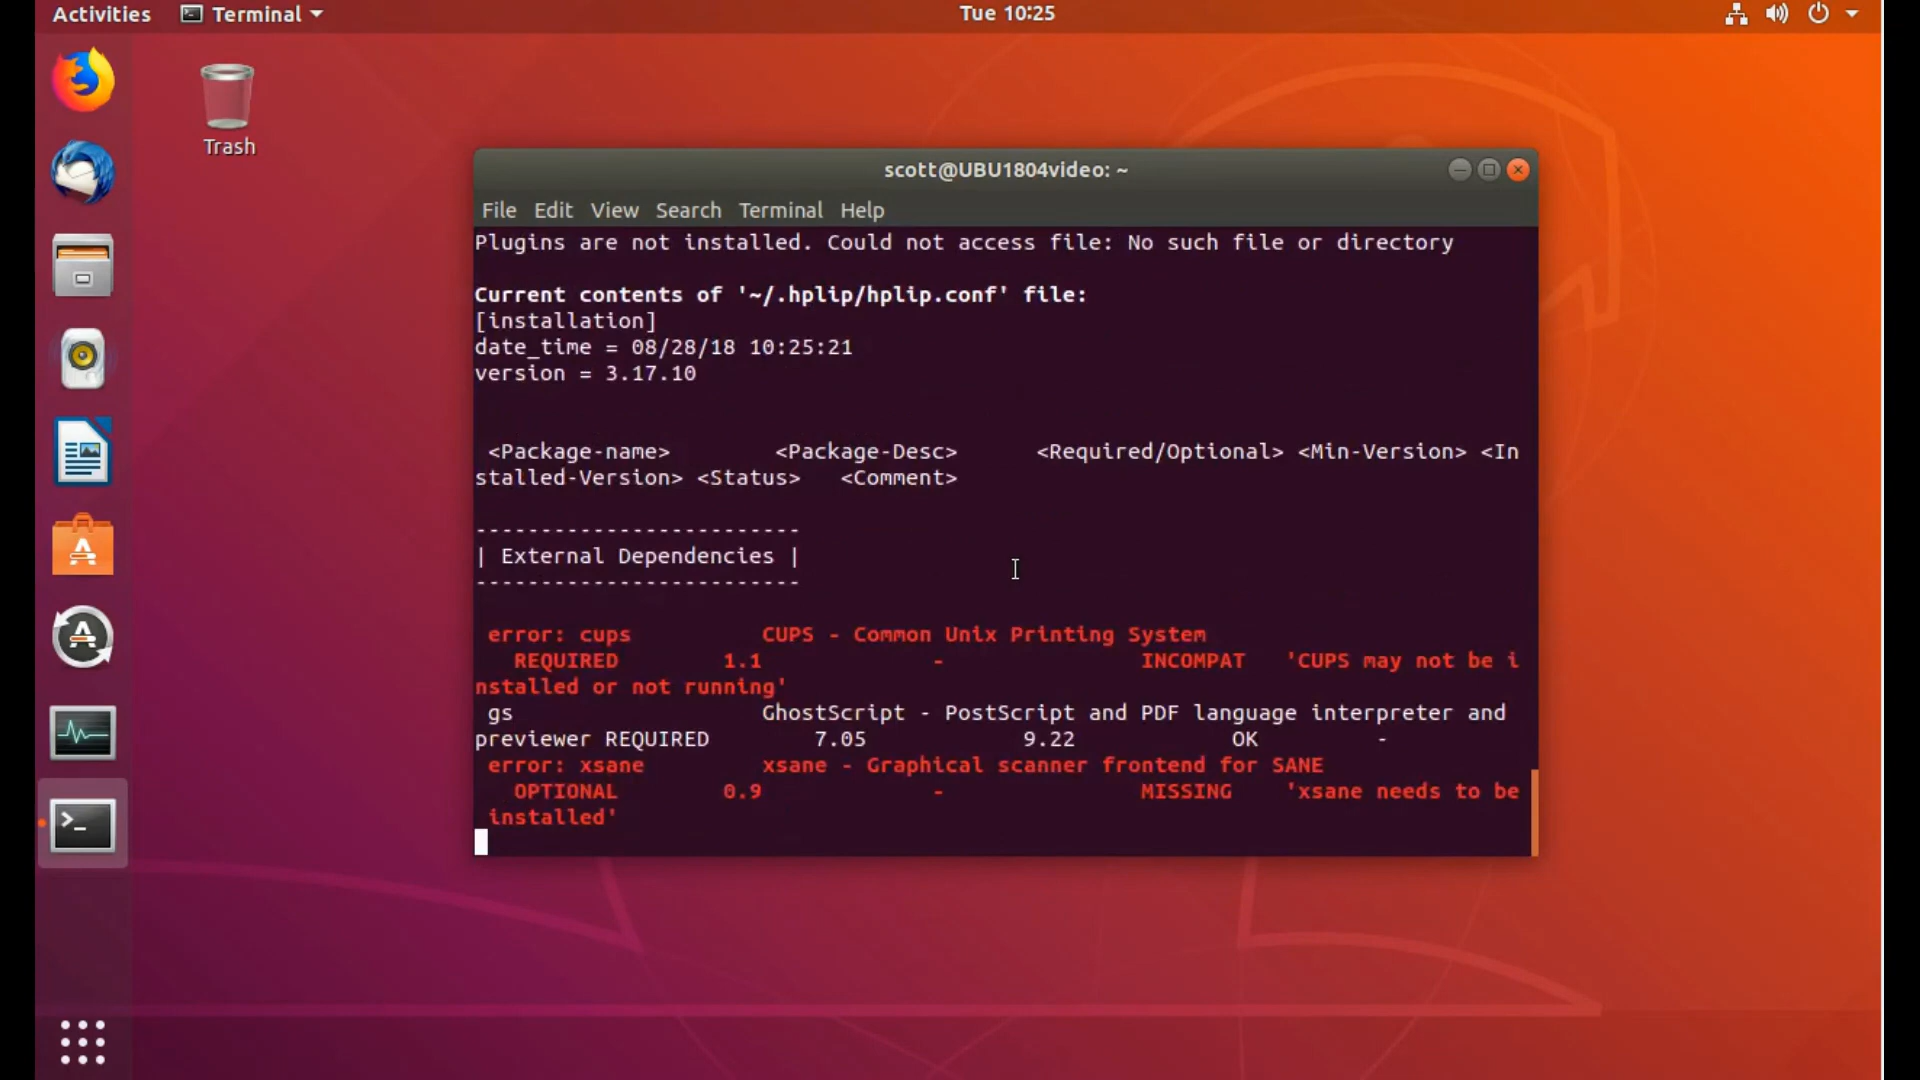 Activities Terminal Tue 10:25
Trash
scott@UBU1804video: ~
File Edit View Search Terminal Help
Plugins are not installed. Could not access file: No such file or directory
Current contents of '~/.hplip/hplip.conf' file:
[installation]
date_time = 08/28/18 10:25:21
version = 3.17.10
<Package-name> <Package-Desc> <Required/Optional> <Min-Version> <In
stalled-Version> <Status> <Comment>
-------------------------
| External Dependencies |
-------------------------
error: cups CUPS - Common Unix Printing System
REQUIRED 1.1 - INCOMPAT 'CUPS may not be i
nstalled or not running'
gs GhostScript - PostScript and PDF language interpreter and
previewer REQUIRED 7.05 9.22 OK -
error: xsane xsane - Graphical scanner frontend for SANE
OPTIONAL 0.9 - MISSING 'xsane needs to be
installed'